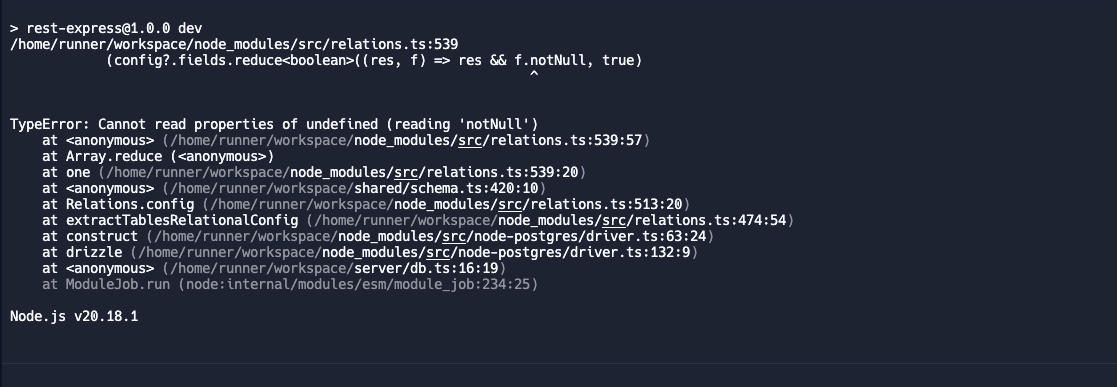 > rest-express@1.0.0 dev
/home/runner/workspace/node_modules/src/relations.ts:539
            (config?.fields.reduce<boolean>((res, f) => res && f.notNull, true)
                                                                 ^
TypeError: Cannot read properties of undefined (reading 'notNull')
    at <anonymous> (/home/runner/workspace/node_modules/src/relations.ts:539:57)
    at Array.reduce (<anonymous>)
    at one (/home/runner/workspace/node_modules/src/relations.ts:539:20)
    at <anonymous> (/home/runner/workspace/shared/schema.ts:420:10)
    at Relations.config (/home/runner/workspace/node_modules/src/relations.ts:513:20)
    at extractTablesRelationalConfig (/home/runner/workspace/node_modules/src/relations.ts:474:54)
    at construct (/home/runner/workspace/node_modules/src/node-postgres/driver.ts:63:24)
    at drizzle (/home/runner/workspace/node_modules/src/node-postgres/driver.ts:132:9)
    at <anonymous> (/home/runner/workspace/server/db.ts:16:19)
    at ModuleJob.run (node:internal/modules/esm/module_job:234:25)
Node.js v20.18.1